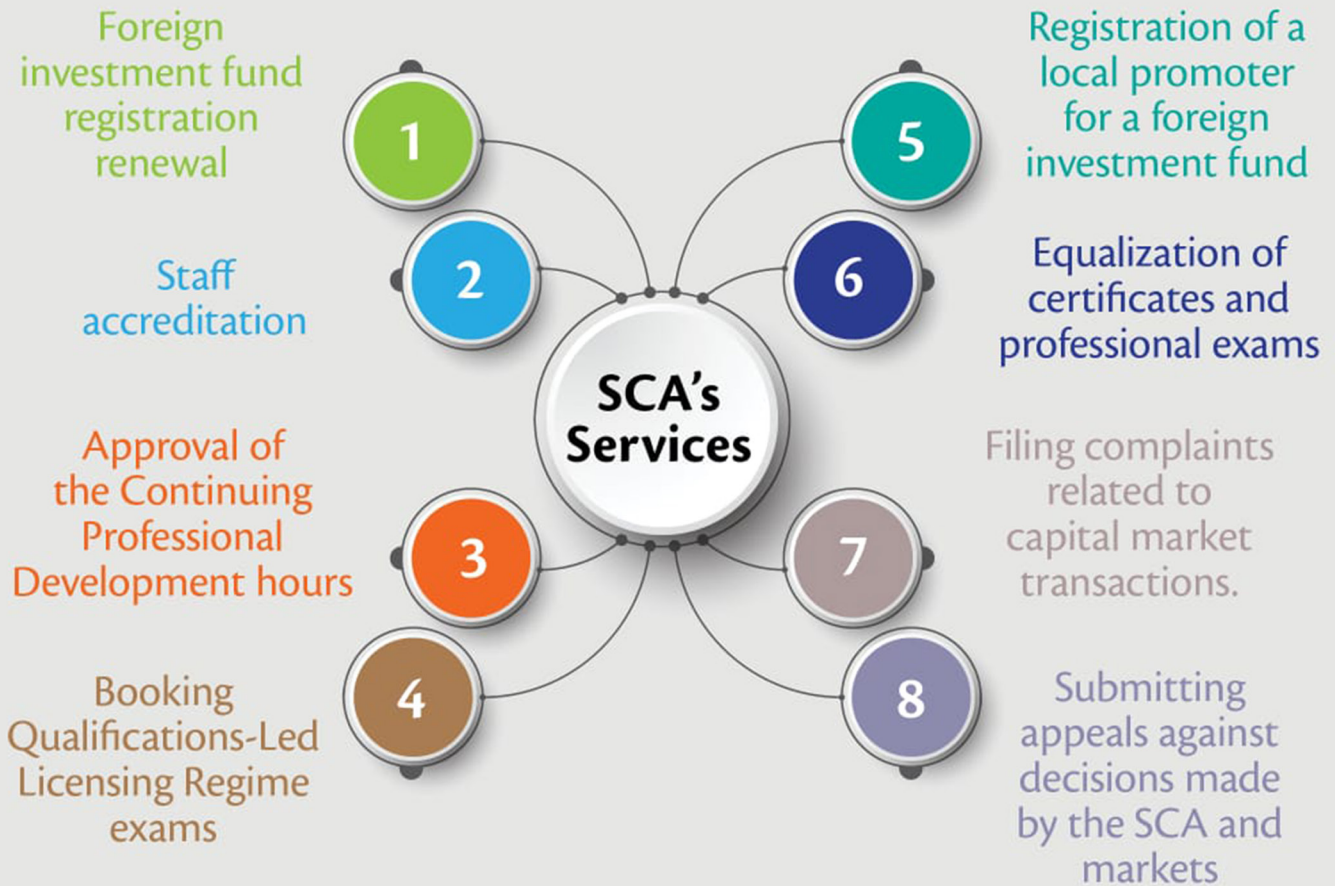 SCA's
Services
1
Foreign
investment fund
registration
renewal
2
Staff
accreditation
3
Approval of
the Continuing
Professional
Development hours
4
Booking
Qualifications-Led
Licensing Regime
exams
5
Registration of a
local promoter
for a foreign
investment fund
6
Equalization of
certificates and
professional exams
7
Filing complaints
related to
capital market
transactions.
8
Submitting
appeals against
decisions made
by the SCA and
markets